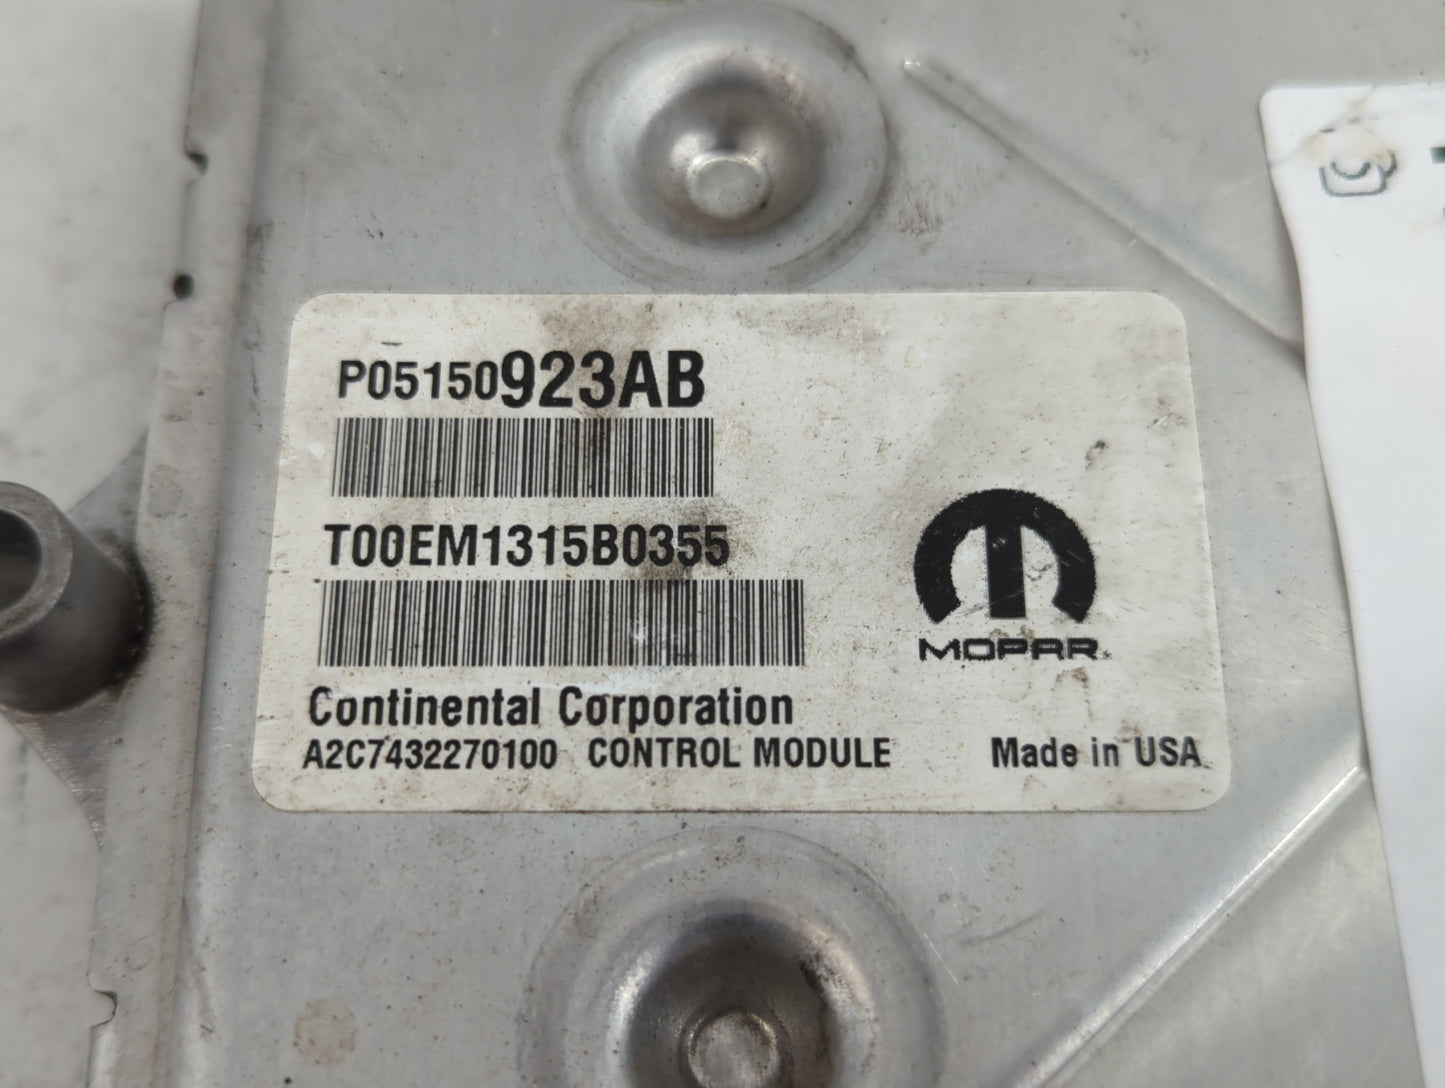 P05150923AB
T00EM1315B0355
MOPAR
Continental Corporation
A2C7432270100 CONTROL MODULE Made in USA